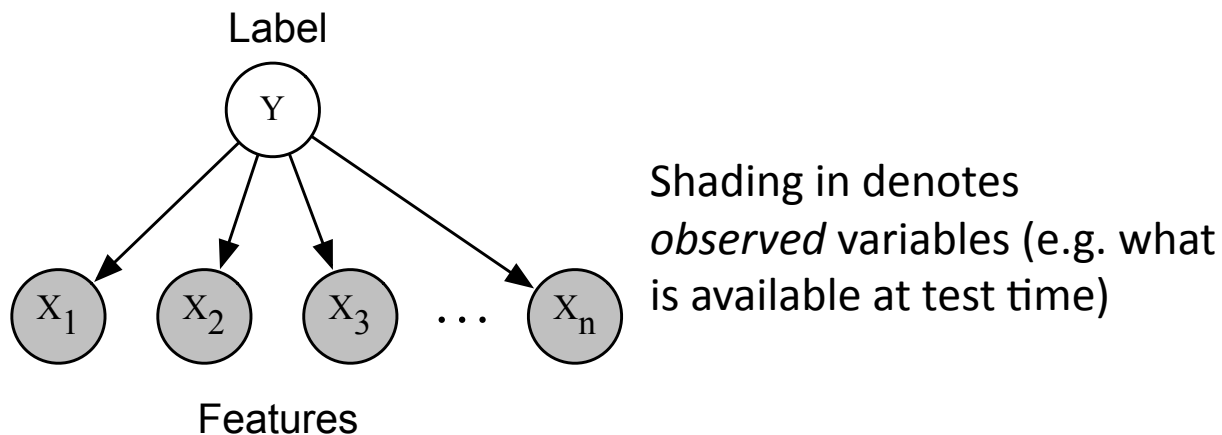 Label
Y
Shading in denotes
observed variables (e.g. what
is available at test time)
X1 X2 X3 ... Xn
Features